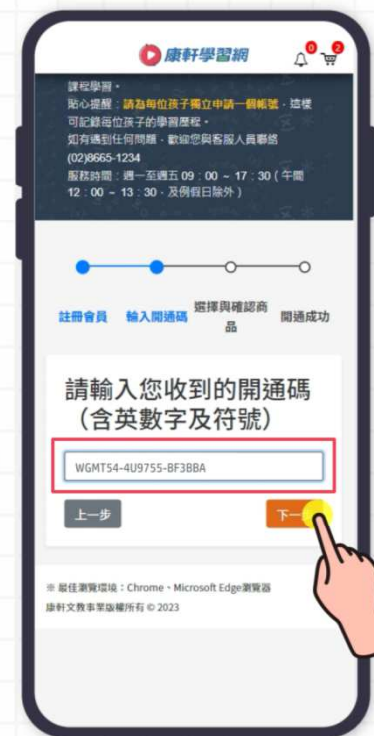 康軒學習網
0
0
課程學習。
貼心提醒：請為每位孩子獨立申請一個帳號，這樣
可記錄每位孩子的學習歷程。
如有遇到任何問題，歡迎您與客服人員聯絡
(02)8665-1234
服務時間：週一至週五 09：00 ~ 17：30 ( 午間
12：00 ~ 13：30，及例假日除外 )
註冊會員
輸入開通碼
選擇與確認商
品
開通成功
請輸入您收到的開通碼
（含英數字及符號）
WGMT54-4U9755-BF3BBA
上一步
下一
※ 最佳瀏覽環境：Chrome、Microsoft Edge瀏覽器
康軒文教事業版權所有 © 2023